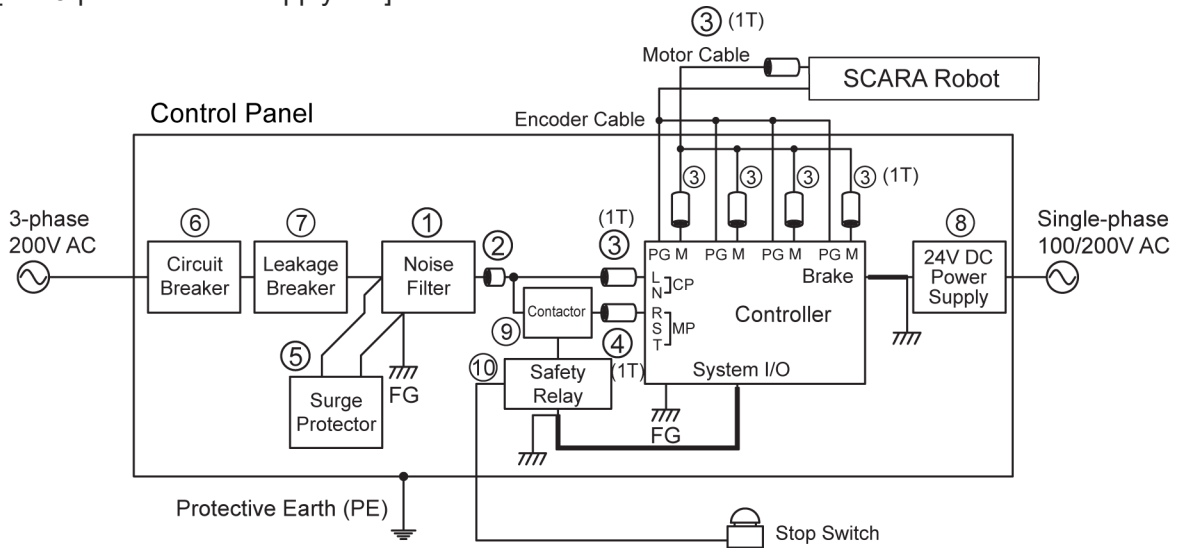 ③ (1T)
Motor Cable
SCARA Robot
Control Panel
Encoder Cable
③ ③ ③ ③ (1T)
3-phase
200V AC
⑥
Circuit
Breaker
⑦
Leakage
Breaker
①
Noise
Filter
②
(1T)
③
PG M PG M PG M PG M
L
N
CP
Brake
R
S
T
MP
Controller
System I/O
⑧
24V DC
Power
Supply
Single-phase
100/200V AC
Contactor
⑨
④
(1T)
⑤
Surge
Protector
FG
⑩
Safety
Relay
FG
Protective Earth (PE)
Stop Switch